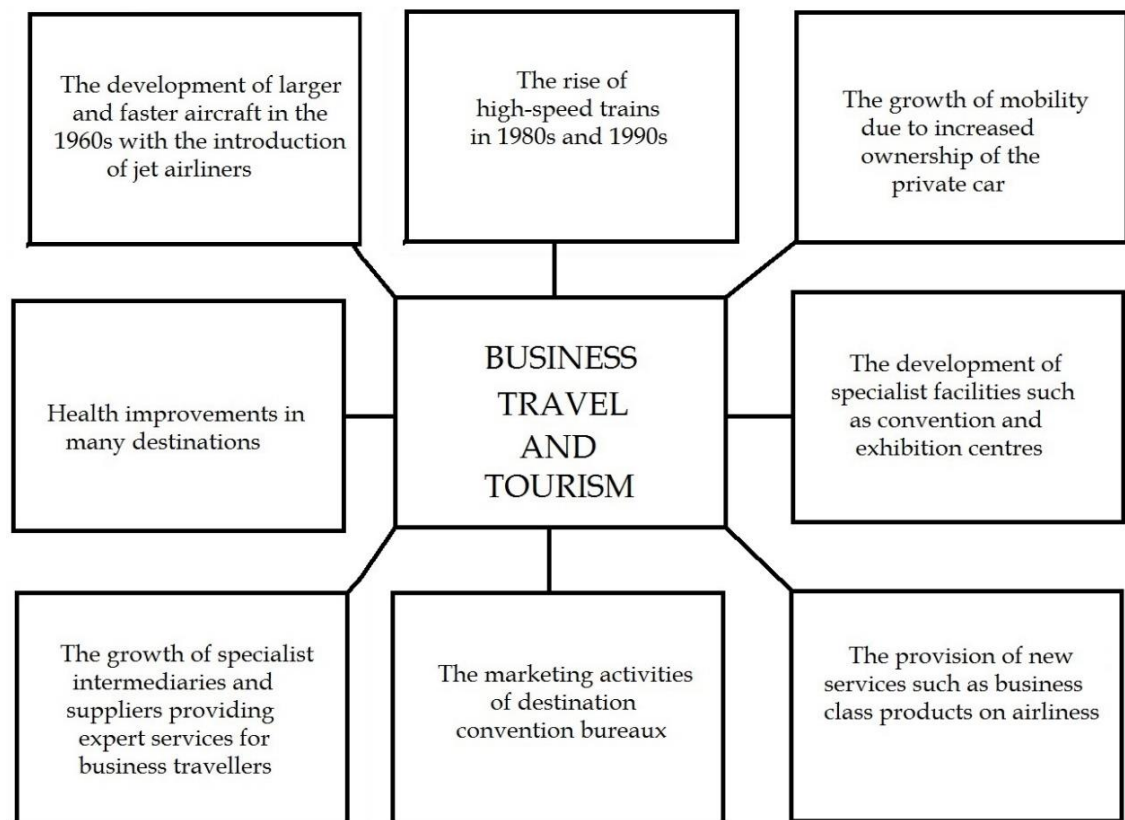 The development of larger
and faster aircraft in the
1960s with the introduction
of jet airliners
The rise of
high-speed trains
in 1980s and 1990s
The growth of mobility
due to increased
ownership of the
private car
Health improvements in
many destinations
BUSINESS
TRAVEL
AND
TOURISM
The development of
specialist facilities such
as convention and
exhibition centres
The growth of specialist
intermediaries and
suppliers providing
expert services for
business travellers
The marketing activities
of destination
convention bureaux
The provision of new
services such as business
class products on airliness